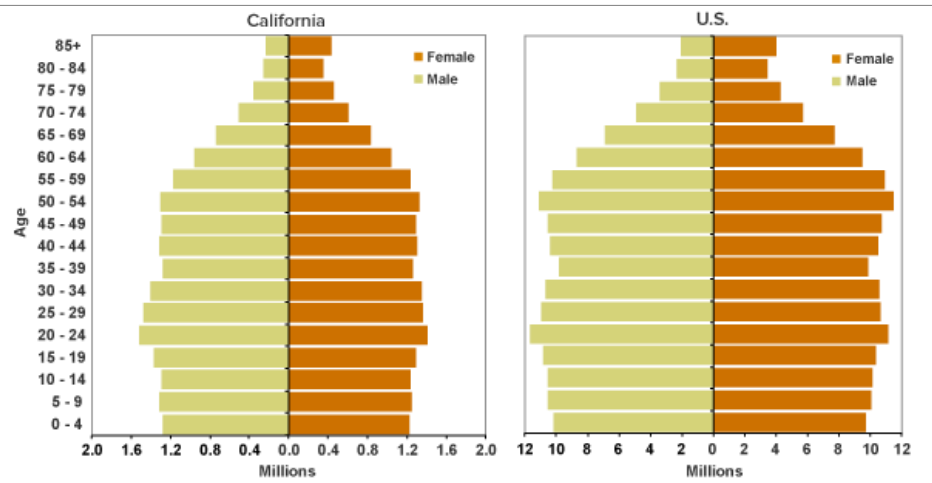 California
U.S.
Female
Male
Female
Male
Age
85+
80 - 84
75 - 79
70 - 74
65 - 69
60 - 64
55 - 59
50 - 54
45 - 49
40 - 44
35 - 39
30 - 34
25 - 29
20 - 24
15 - 19
10 - 14
5 - 9
0 - 4
2.0 1.6 1.2 0.8 0.4 0.0 0.4 0.8 1.2 1.6 2.0
12 10 8 6 4 2 0 2 4 6 8 10 12
Millions
Millions